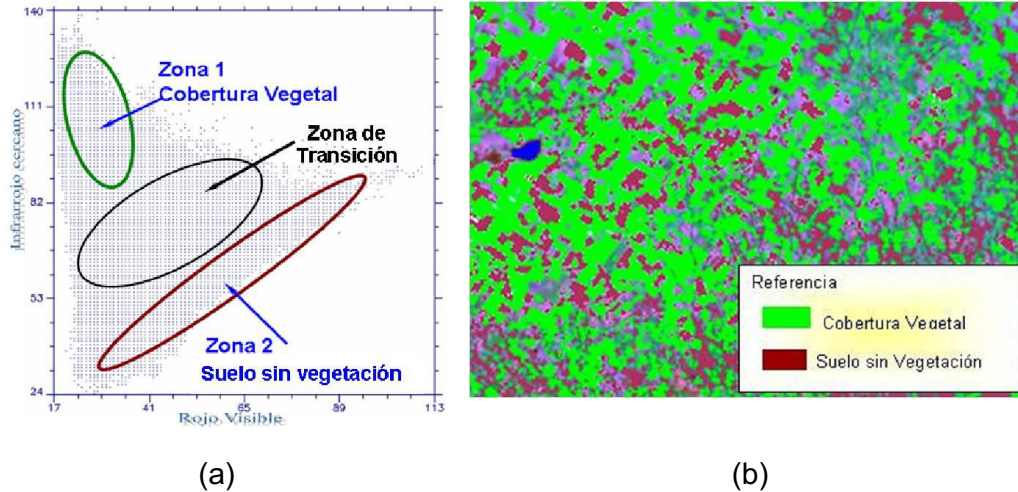 140
111
82
53
24
Infrarrojo cercano
Zona 1
Cobertura Vegetal
Zona de
Transición
Zona 2
Suelo sin vegetación
17 41 65 89 113
Rojo Visible
(a)
Referencia
Cobertura Vegetal
Suelo sin Vegetación
(b)